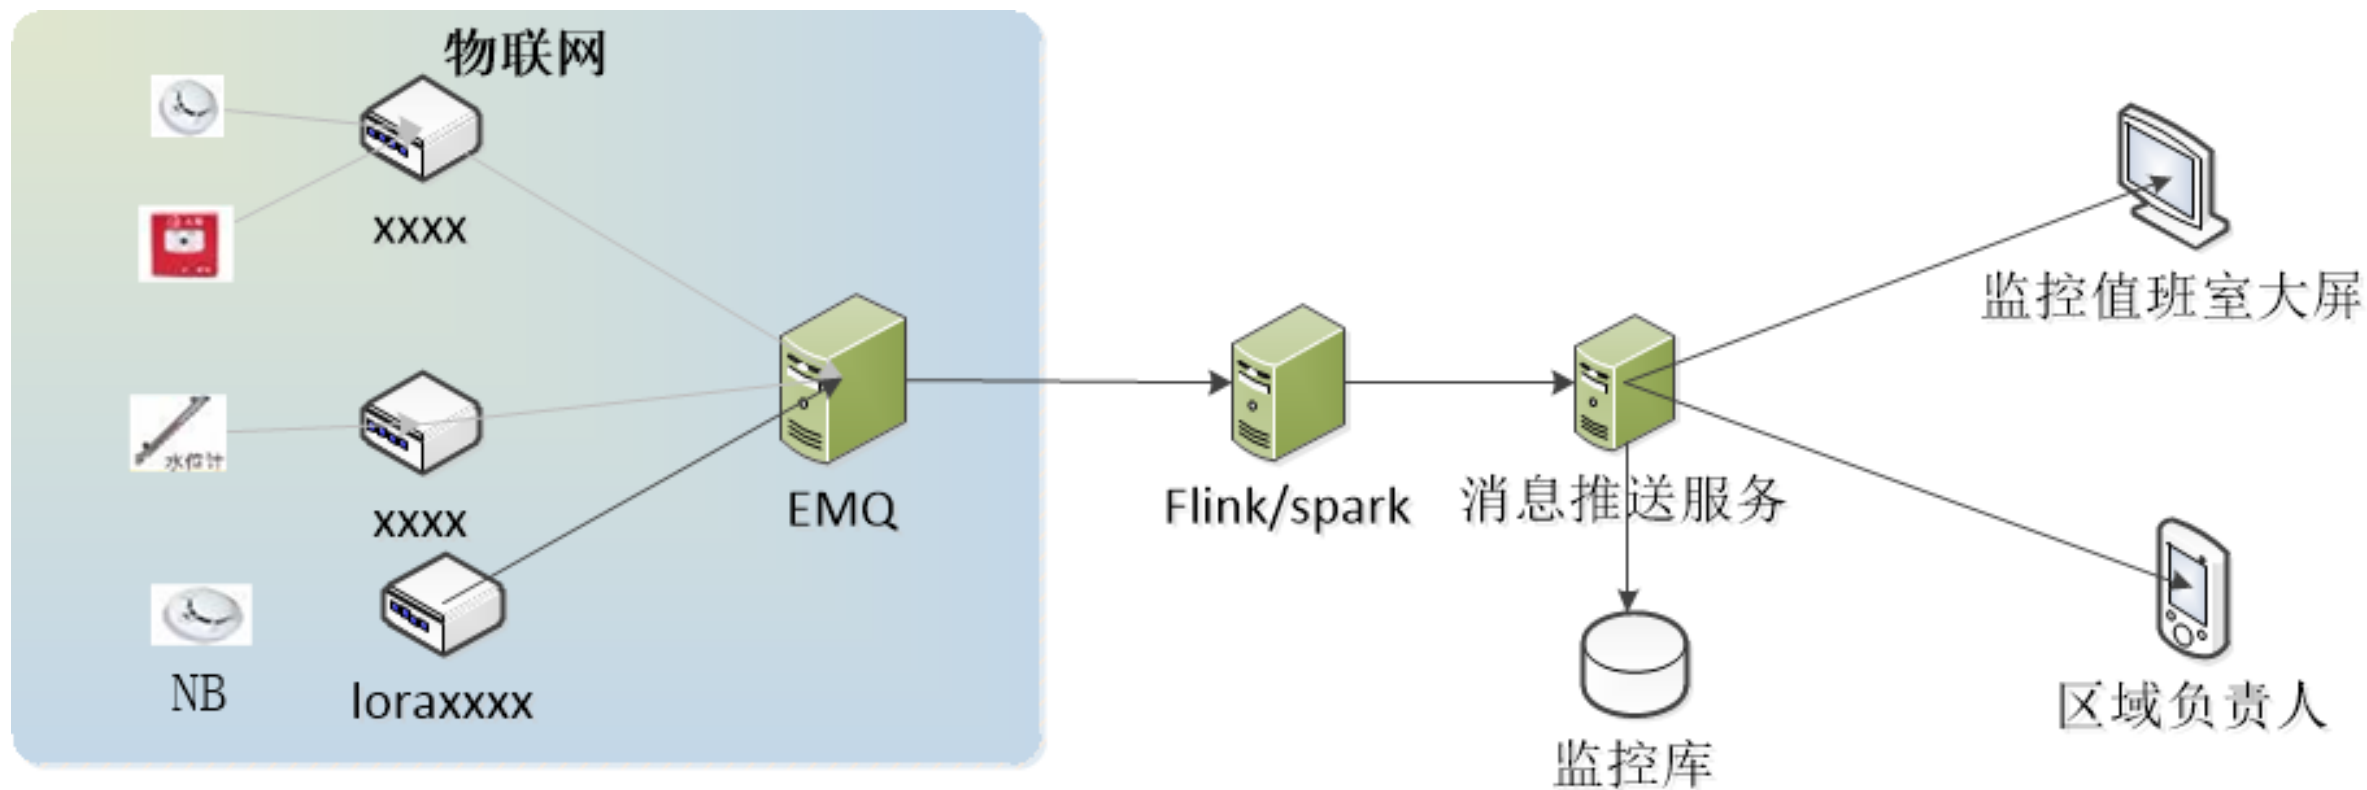 物联网
xxxx
水位计
xxxx
NB
loraxxxx
EMQ
Flink/spark
消息推送服务
监控库
监控值班室大屏
区域负责人